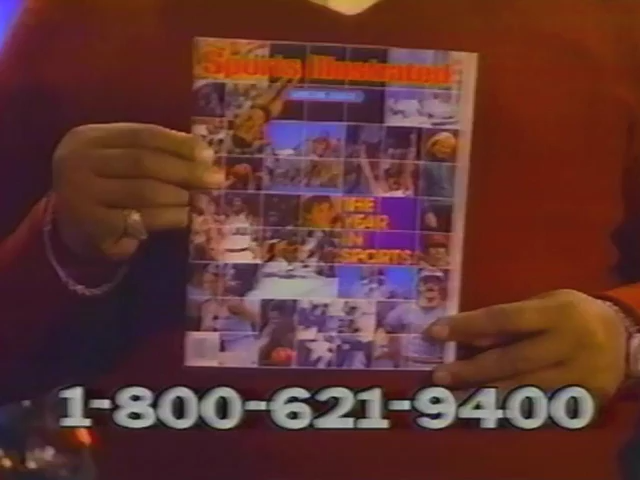 Sports Illustrated
THE
YEAR
IN
SPORTS
1-800-621-9400